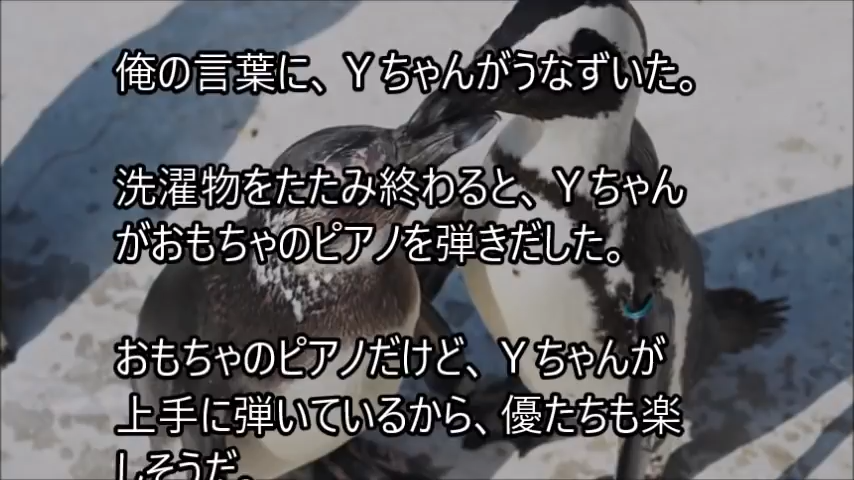 俺の言葉に、Ｙちゃんがうなずいた。
洗濯物をたたみ終わると、Ｙちゃん
がおもちゃのピアノを弾きだした。
おもちゃのピアノだけど、Ｙちゃんが
上手に弾いているから、優たちも楽
しそうだ。